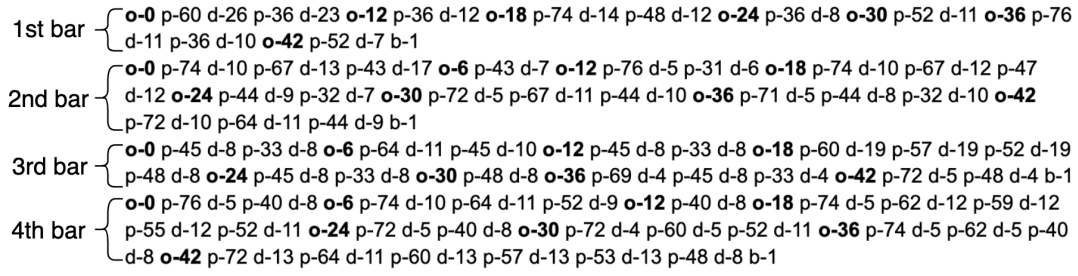 1st bar
o-0 p-60 d-26 p-36 d-23 o-12 p-36 d-12 o-18 p-74 d-14 p-48 d-12 o-24 p-36 d-8 o-30 p-52 d-11 o-36 p-76
d-11 p-36 d-10 o-42 p-52 d-7 b-1
2nd bar
o-0 p-74 d-10 p-67 d-13 p-43 d-17 o-6 p-43 d-7 o-12 p-76 d-5 p-31 d-6 o-18 p-74 d-10 p-67 d-12 p-47
d-12 o-24 p-44 d-9 p-32 d-7 o-30 p-72 d-5 p-67 d-11 p-44 d-10 o-36 p-71 d-5 p-44 d-8 p-32 d-10 o-42
p-72 d-10 p-64 d-11 p-44 d-9 b-1
3rd bar
o-0 p-45 d-8 p-33 d-8 o-6 p-64 d-11 p-45 d-10 o-12 p-45 d-8 p-33 d-8 o-18 p-60 d-19 p-57 d-19 p-52 d-19
p-48 d-8 o-24 p-45 d-8 p-33 d-8 o-30 p-48 d-8 o-36 p-69 d-4 p-45 d-8 p-33 d-4 o-42 p-72 d-5 p-48 d-4 b-1
4th bar
o-0 p-76 d-5 p-40 d-8 o-6 p-74 d-10 p-64 d-11 p-52 d-9 o-12 p-40 d-8 o-18 p-74 d-5 p-62 d-12 p-59 d-12
p-55 d-12 p-52 d-11 o-24 p-72 d-5 p-40 d-8 o-30 p-72 d-4 p-60 d-5 p-52 d-11 o-36 p-74 d-5 p-62 d-5 p-40
d-8 o-42 p-72 d-13 p-64 d-11 p-60 d-13 p-57 d-13 p-53 d-13 p-48 d-8 b-1